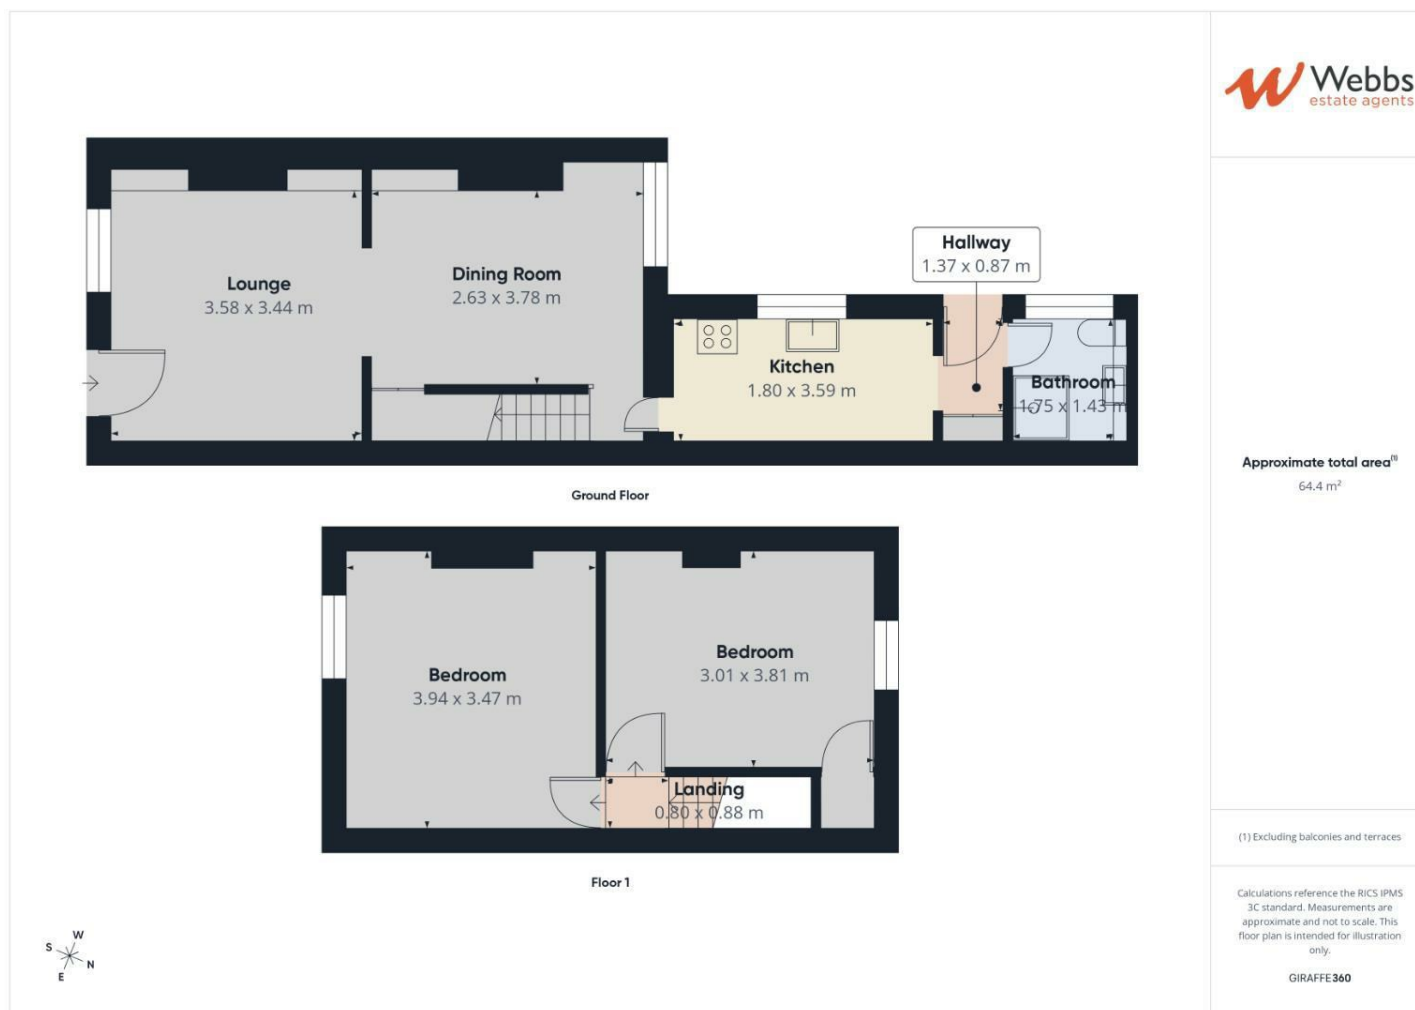 Webbs
estate agents
Hallway
1.37 x 0.87 m
Lounge
3.58 x 3.44 m
Dining Room
2.63 x 3.78 m
Kitchen
1.80 x 3.59 m
Bathroom
1.75 x 1.43 m
Ground Floor
Bedroom
3.94 x 3.47 m
Bedroom
3.01 x 3.81 m
Landing
0.80 x 0.88 m
Floor 1
W
S
N
E
Approximate total area(1)
64.4 m²
(1) Excluding balconies and terraces
Calculations reference the RICS IPMS
3C standard. Measurements are
approximate and not to scale. This
floor plan is intended for illustration
only.
GIRAFFE360